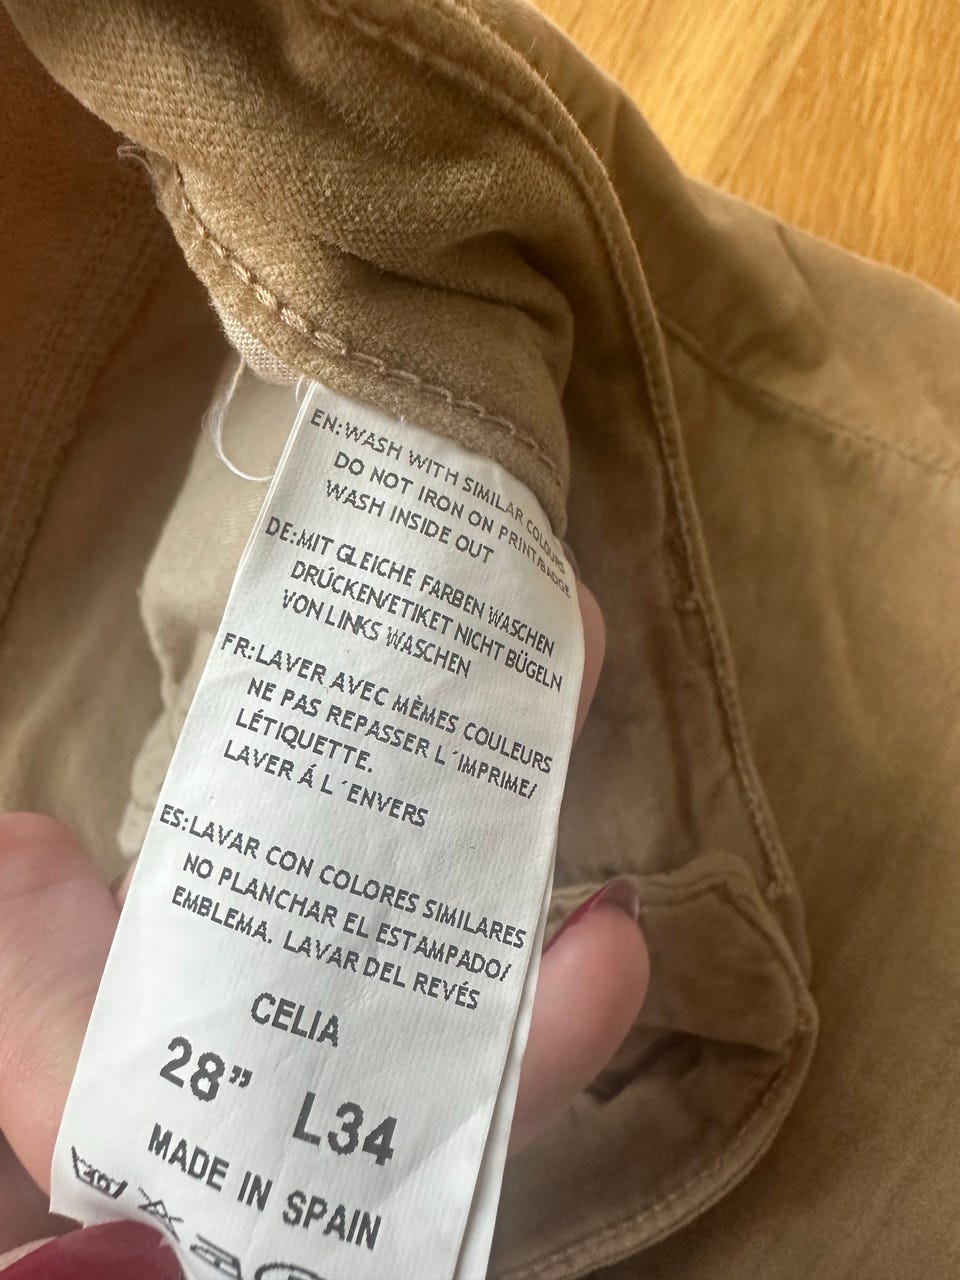 EN:WASH WITH SIMILAR COLOURS
DO NOT IRON ON PRINT/BADGE
WASH INSIDE OUT
DE:MIT GLEICHE FARBEN WASCHEN
DRÚCKEN/ETIKET NICHT BÜGELN
VON LINKS WASCHEN
FR:LAVER AVEC MÈMES COULEURS
NE PAS REPASSER L´IMPRIME/
LÉTIQUETTE.
LAVER Á L´ENVERS
ES:LAVAR CON COLORES SIMILARES
NO PLANCHAR EL ESTAMPADO/
EMBLEMA. LAVAR DEL REVÉS
CELIA
28” L34
MADE IN SPAIN